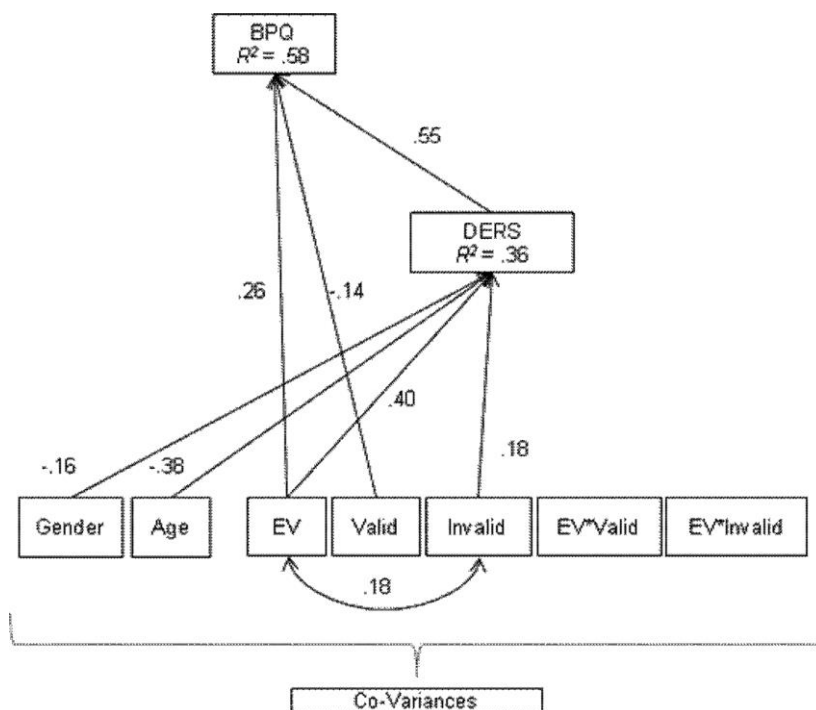 BPQ
R² = .58
.55
DERS
R² = .36
.26
-.14
.40
-.16
-.38
.18
Gender
Age
EV
Valid
Invalid
EV*Valid
EV*Invalid
.18
Co-Variances